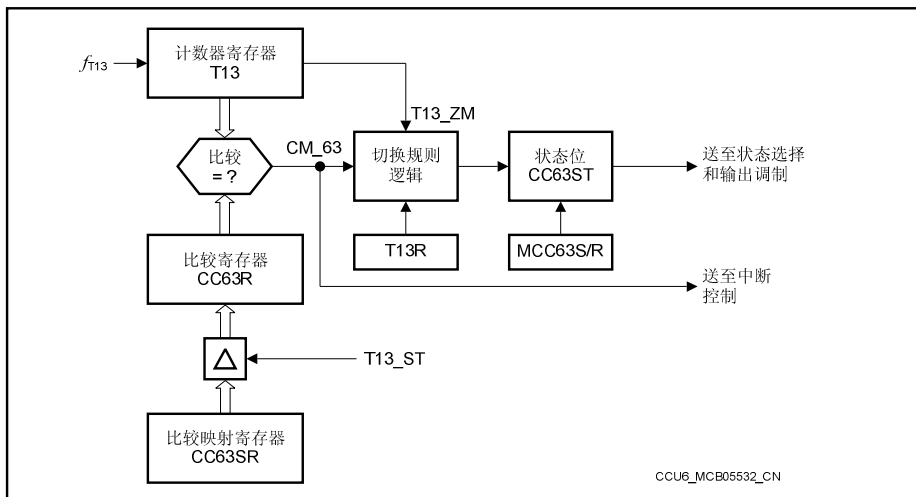 计数器寄存器
T13
fT13
T13_ZM
比较
= ?
CM_63
切换规则
逻辑
状态位
CC63ST
送至状态选择
和输出调制
T13R
MCC63S/R
比较寄存器
CC63R
送至中断
控制
T13_ST
比较映射寄存器
CC63SR
CCU6_MCB05532_CN